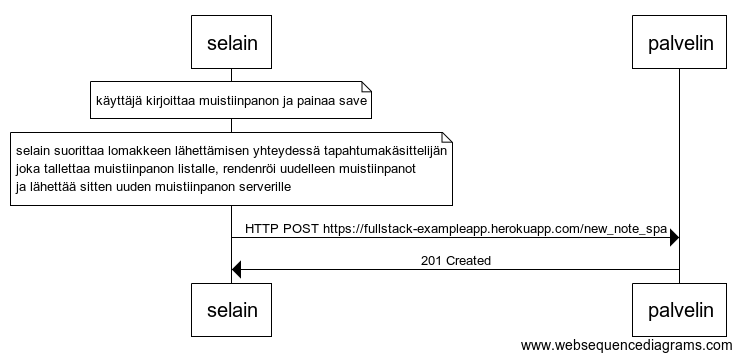 selain
palvelin
käyttäjä kirjoittaa muistiinpanon ja painaa save
selain suorittaa lomakkeen lähettämisen yhteydessä tapahtumakäsittelijän
joka tallettaa muistiinpanon listalle, rendenröi uudelleen muistiinpanot
ja lähettää sitten uuden muistiinpanon serverille
HTTP POST https://fullstack-exampleapp.herokuapp.com/new_note_spa
201 Created
selain
palvelin
www.websequencediagrams.com